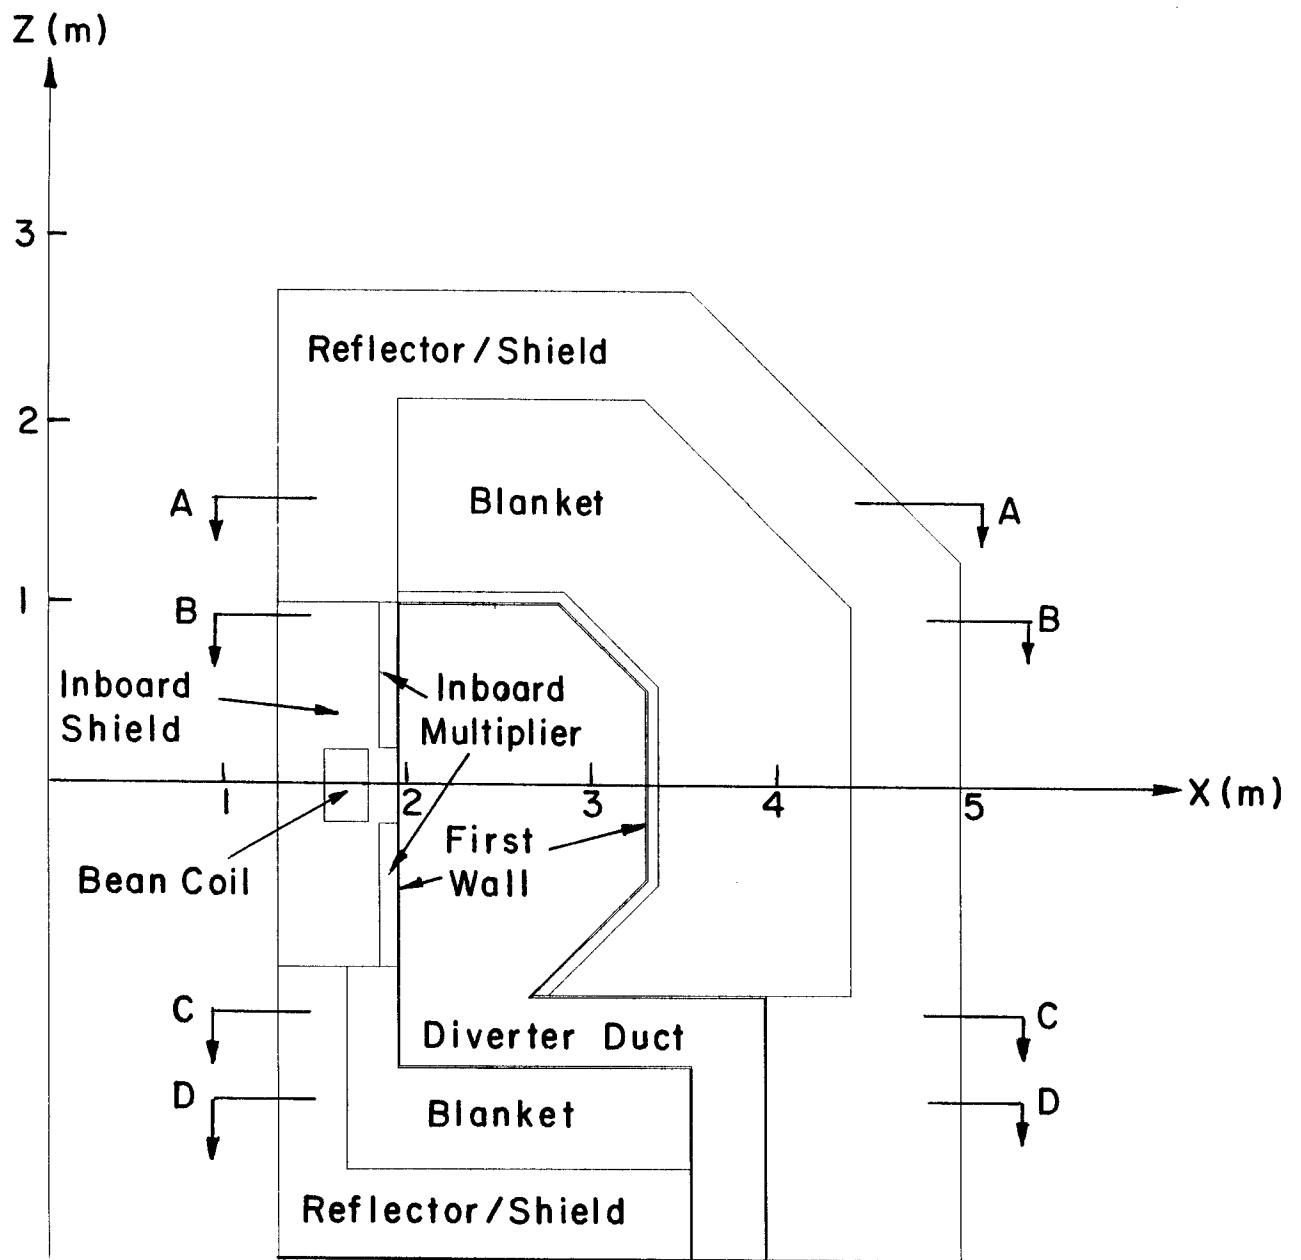 Z (m)
3
Reflector/Shield
2
A
Blanket
A
1
B
B
Inboard
Shield
Inboard
Multiplier
1
2
3
4
5
X (m)
First
Wall
Bean Coil
C
Diverter Duct
C
D
Blanket
D
Reflector/Shield